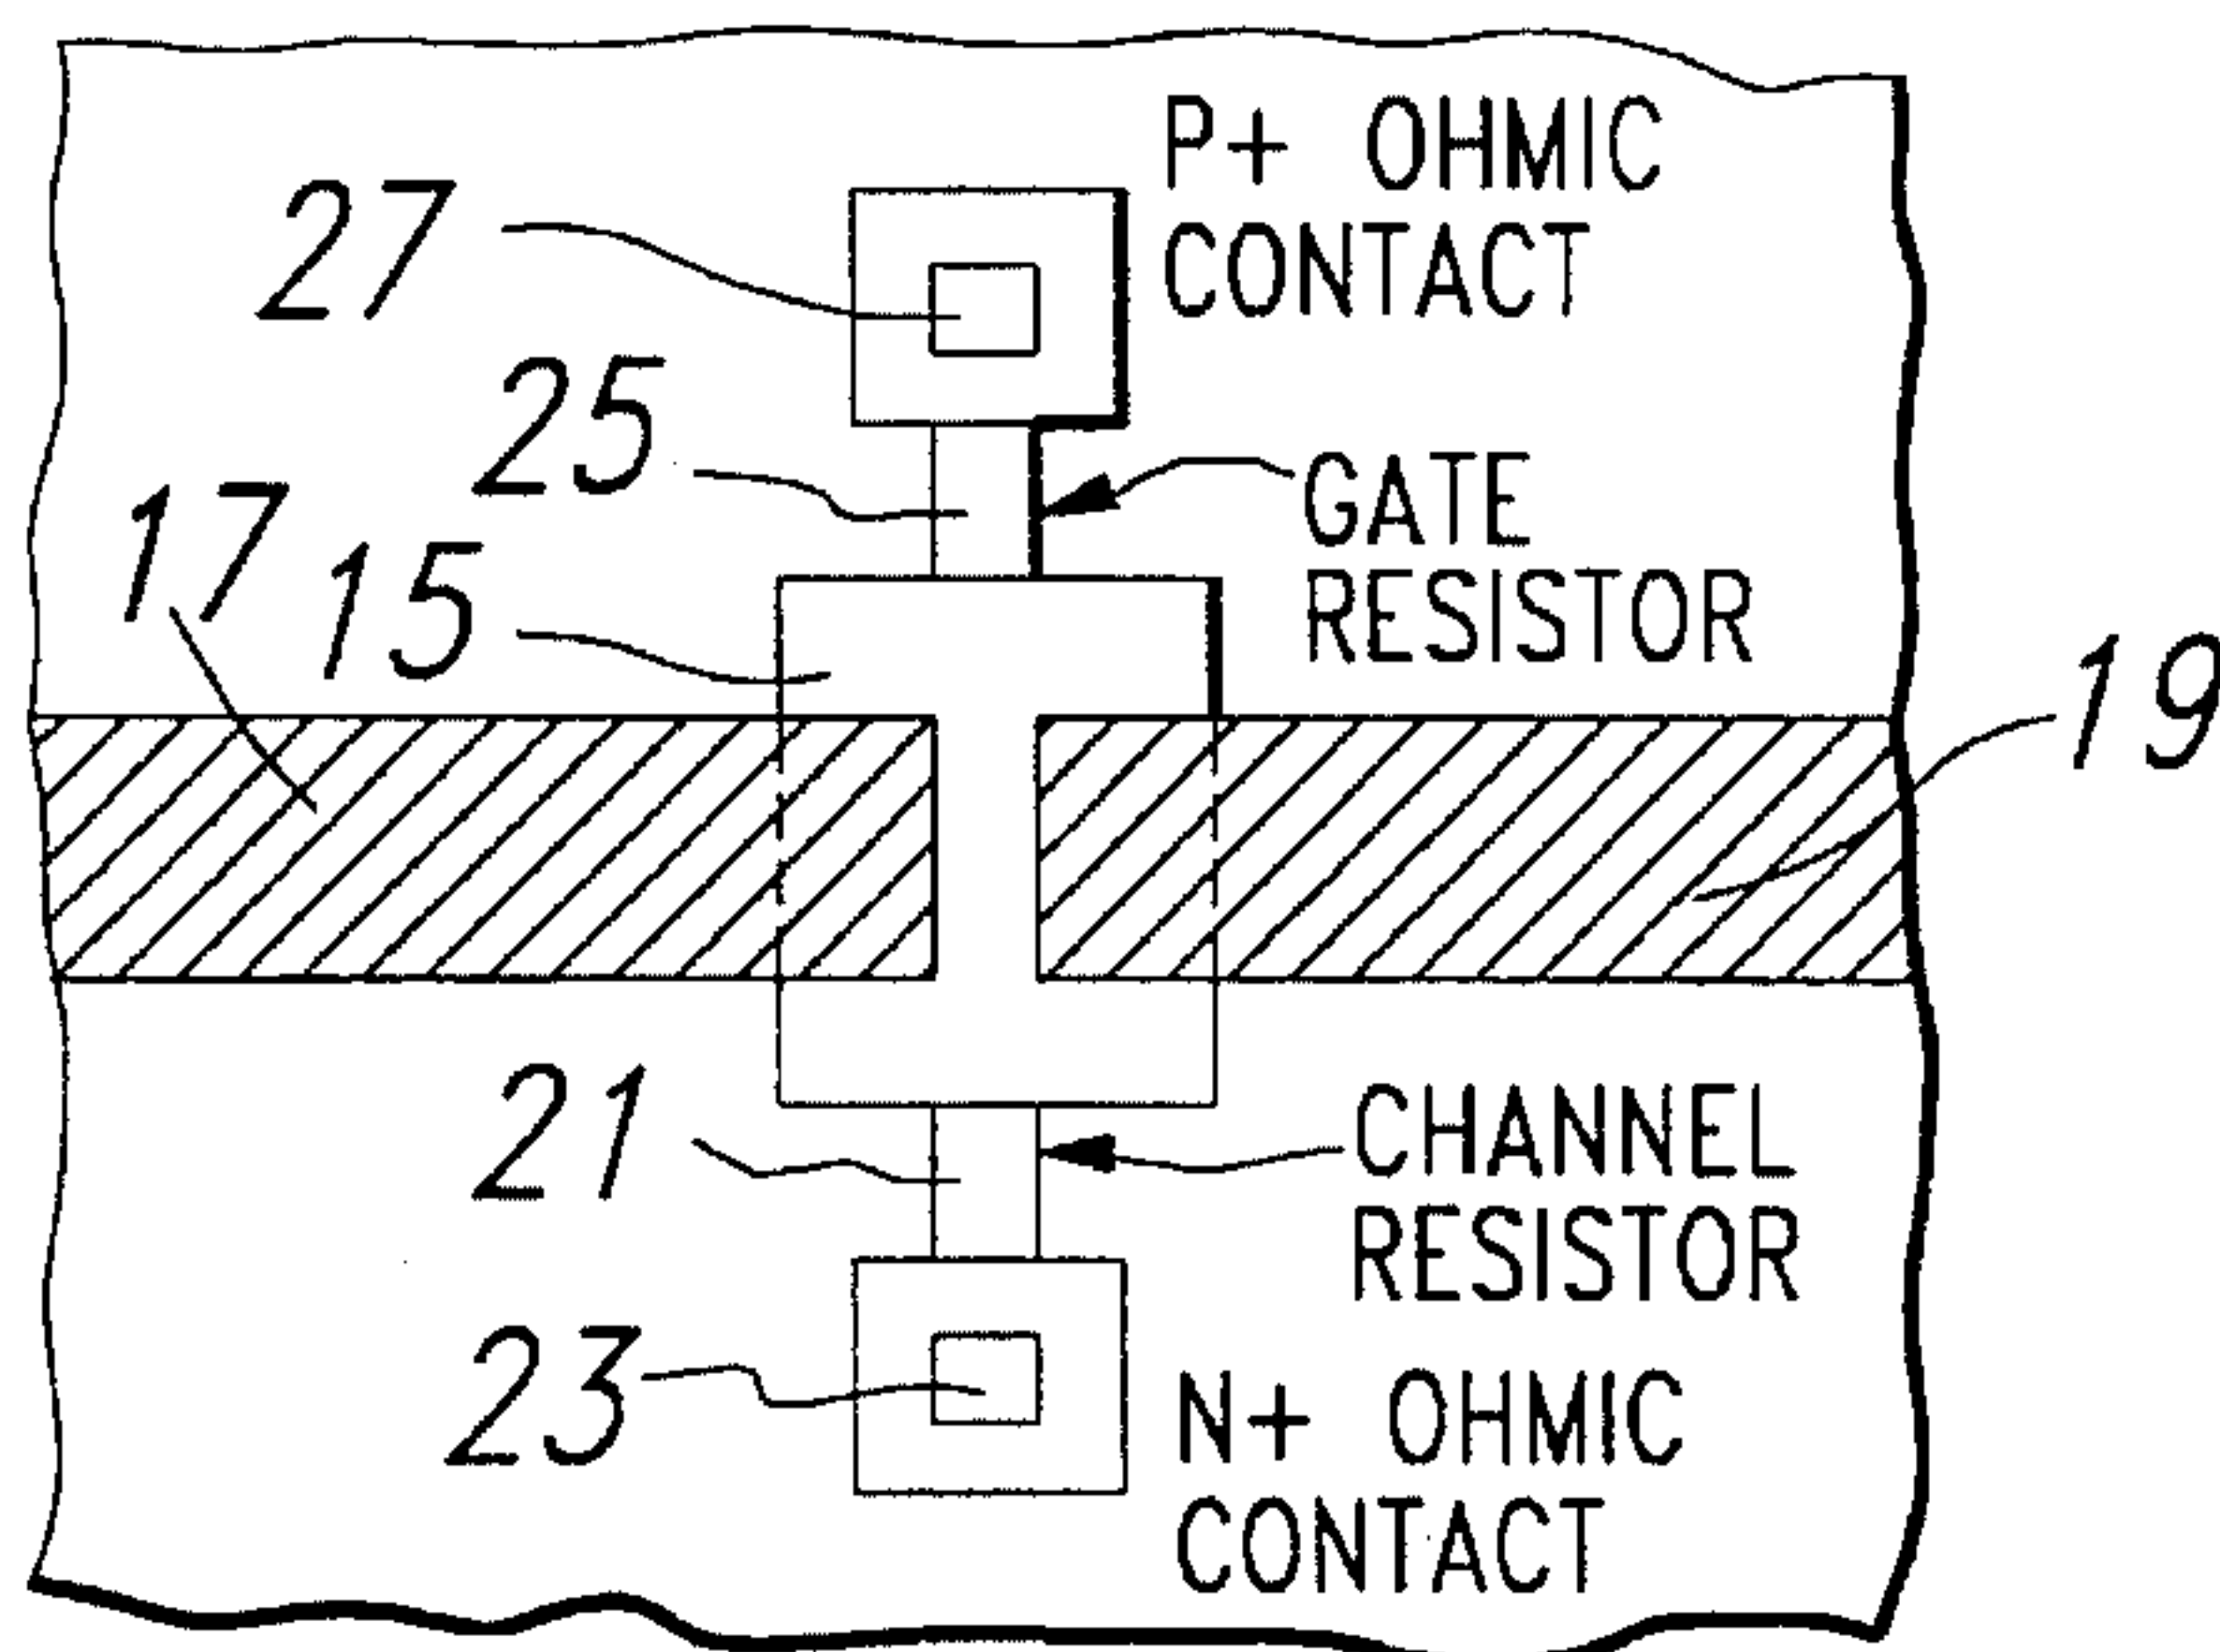 P+ OHMIC
CONTACT
27
25
GATE
RESISTOR
17
15
19
21
CHANNEL
RESISTOR
23
N+ OHMIC
CONTACT